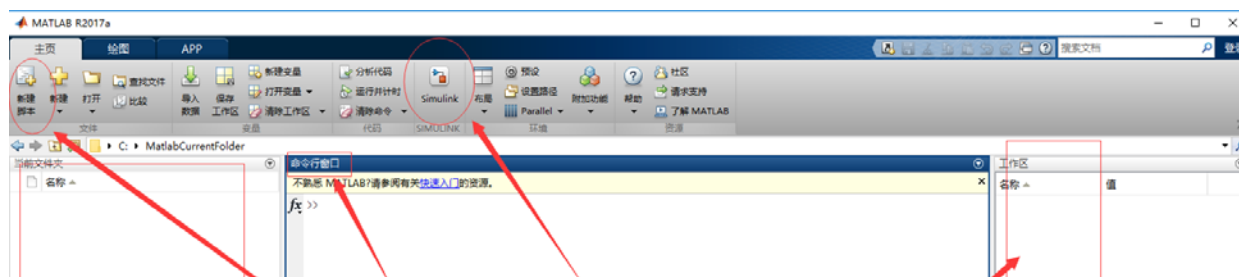 MATLAB R2017a
主页 绘图 APP
搜索文档
新建脚本 新建 打开 查找文件 比较
导入数据 保存工作区 新建变量 打开变量 清除工作区
分析代码 运行并计时 清除命令
Simulink 布局 预设 设置路径 Parallel 附加功能
帮助 社区 请求支持 了解 MATLAB
文件 变量 代码 SIMULINK 环境 资源
C: MatlabCurrentFolder
当前文件夹 命令行窗口 工作区
名称
不熟悉 MATLAB?请参阅有关快速入门的资源。
名称 值
fx >>